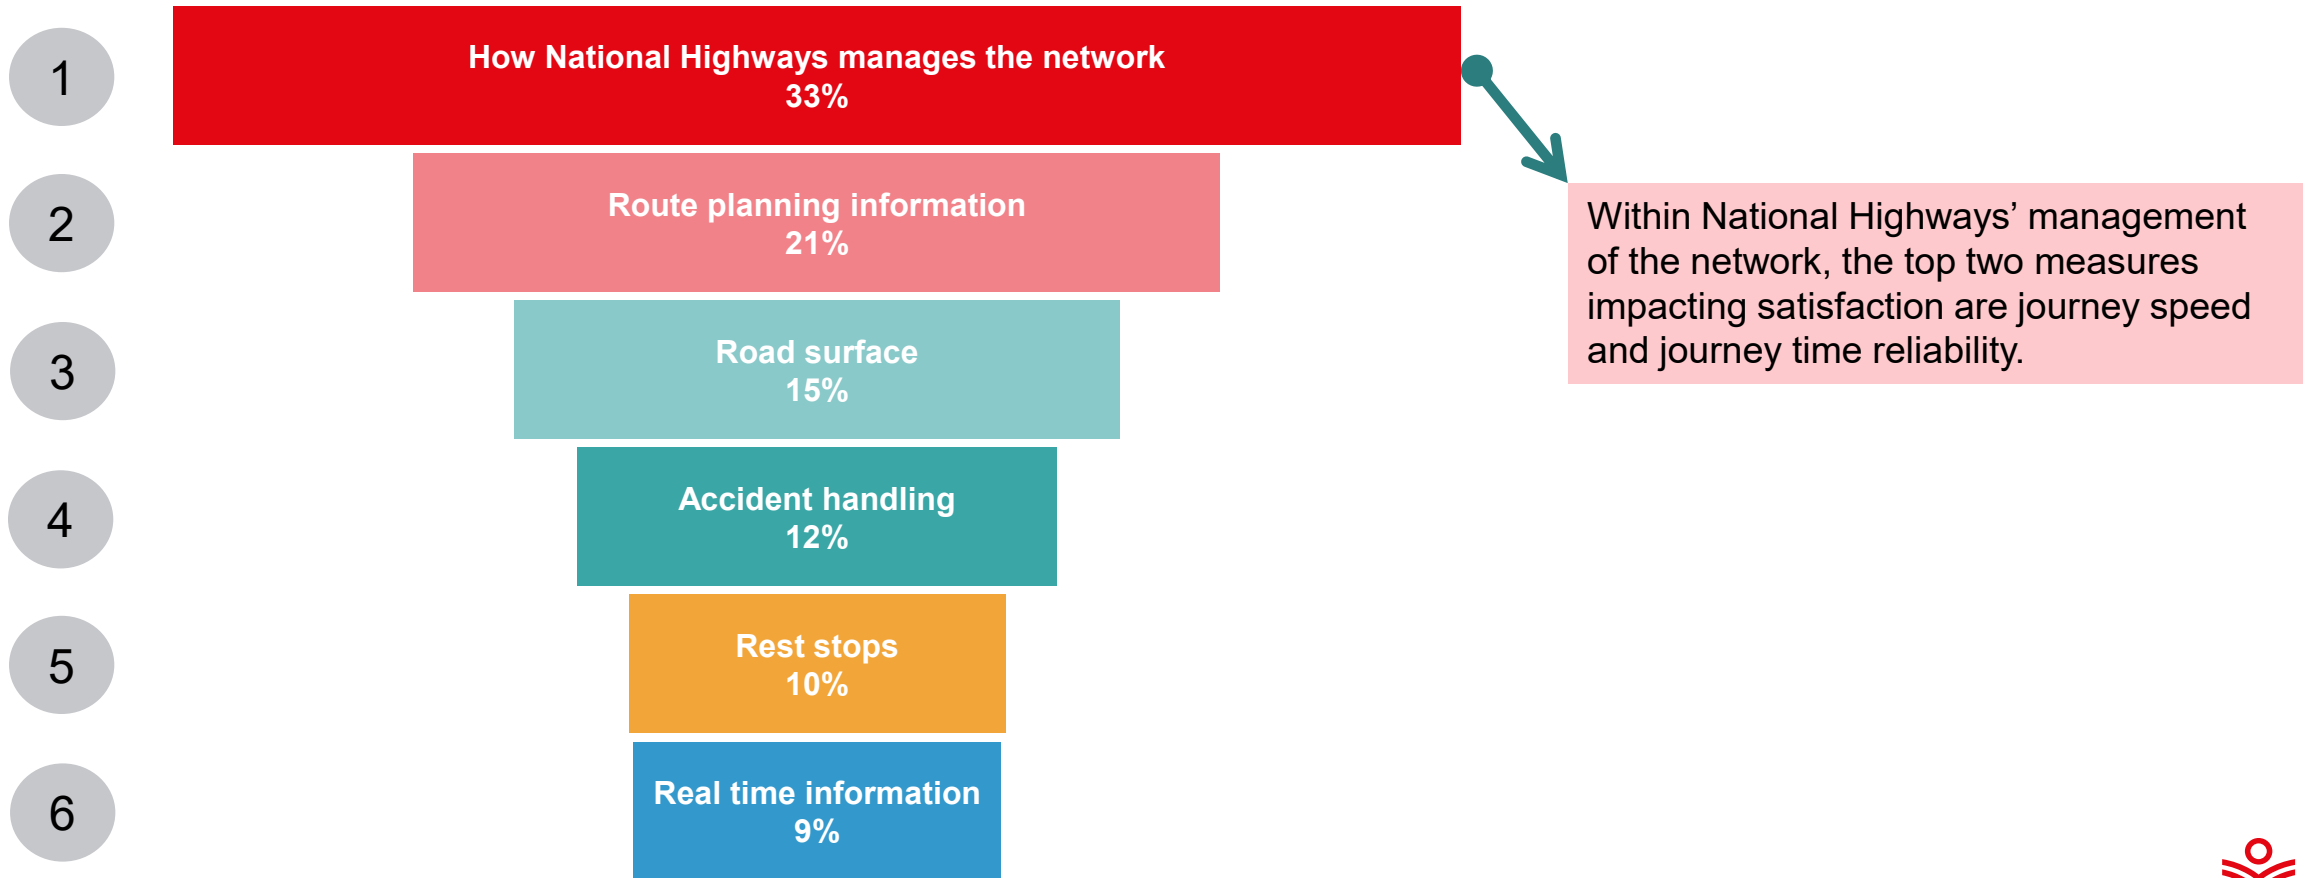 1
How National Highways manages the network
33%
2
Route planning information
21%
Within National Highways’ management
of the network, the top two measures
impacting satisfaction are journey speed
and journey time reliability.
3
Road surface
15%
4
Accident handling
12%
5
Rest stops
10%
6
Real time information
9%